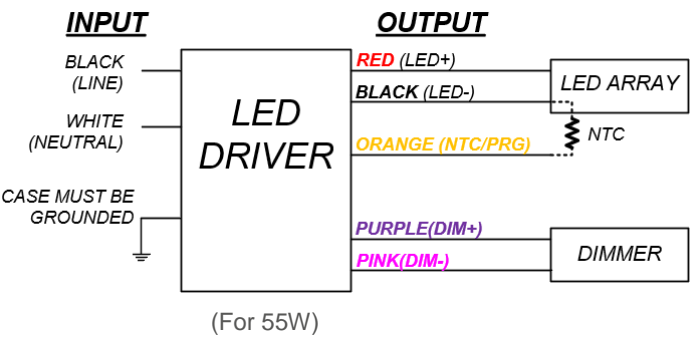 INPUT
OUTPUT
BLACK
(LINE)
WHITE
(NEUTRAL)
CASE MUST BE
GROUNDED
LED
DRIVER
RED (LED+)
BLACK (LED-)
ORANGE (NTC/PRG)
PURPLE(DIM+)
PINK(DIM-)
LED ARRAY
NTC
DIMMER
(For 55W)